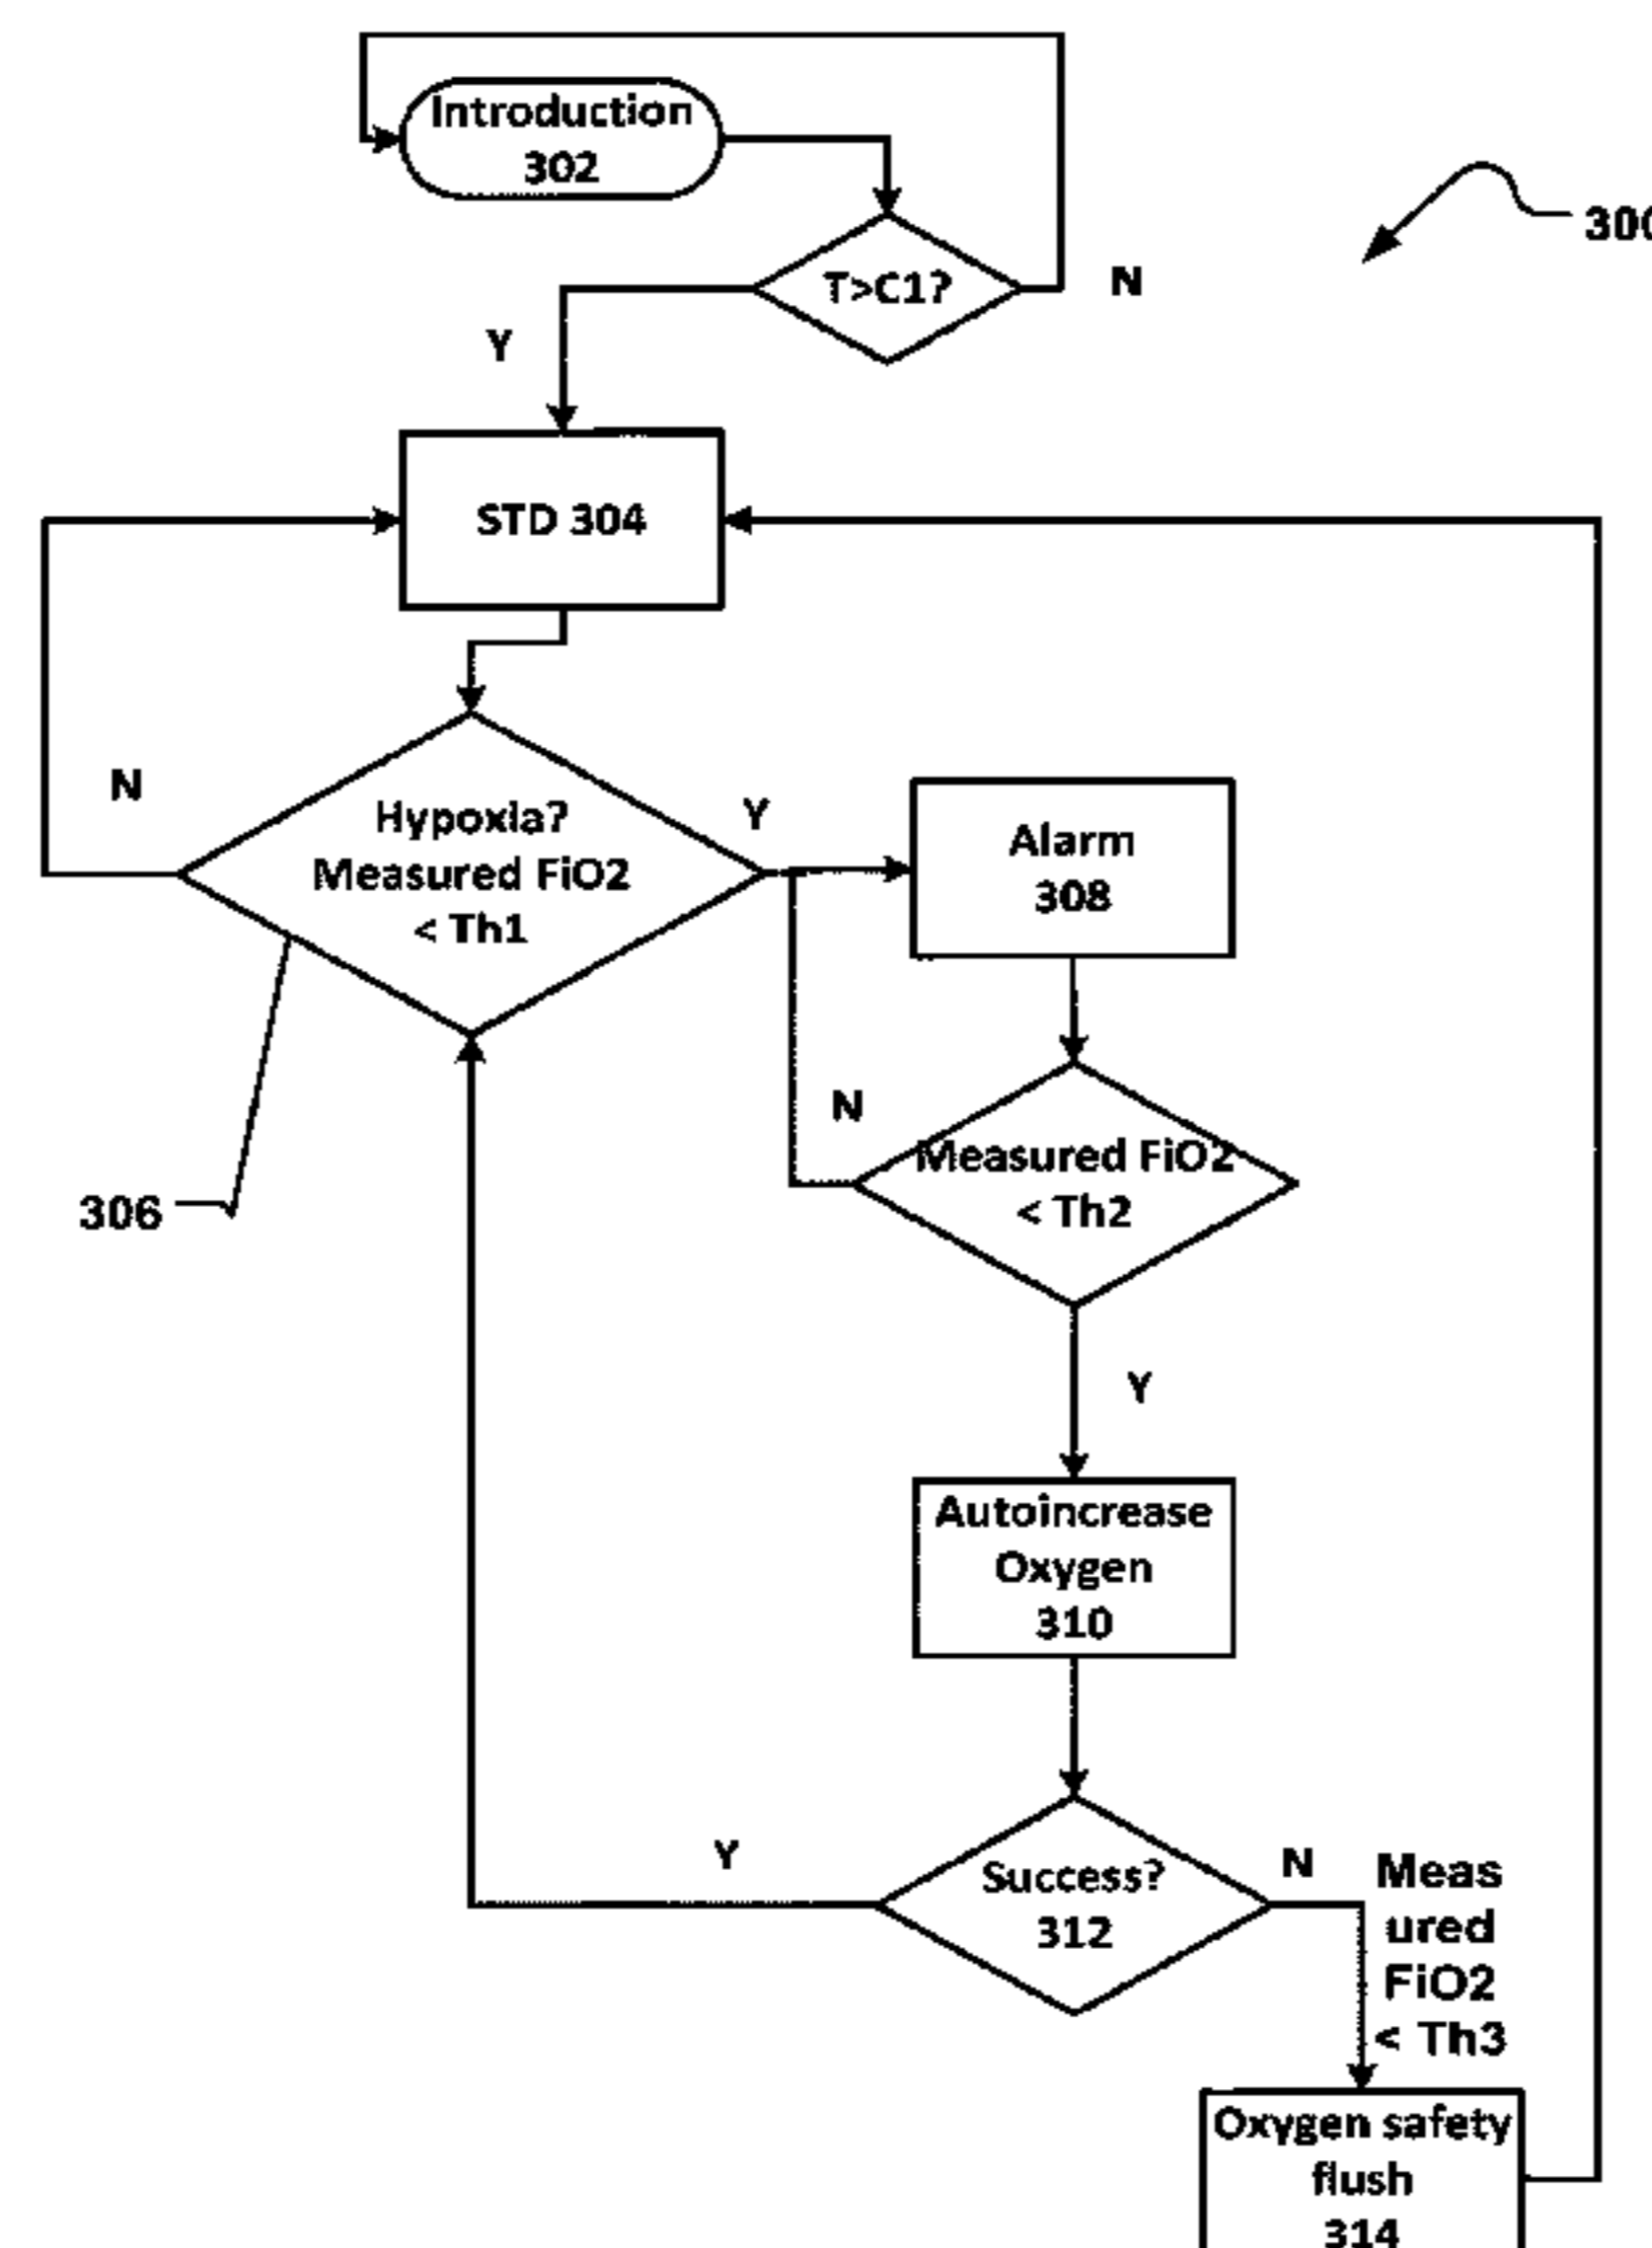 Introduction
302
300
T>C1?
N
Y
STD 304
N
Hypoxia?
Measured FiO2
< Th1
Y
Alarm
308
N
Measured FiO2
< Th2
306
Y
Autoincrease
Oxygen
310
Y
Success?
312
N
Meas
ured
FiO2
< Th3
Oxygen safety
flush
314